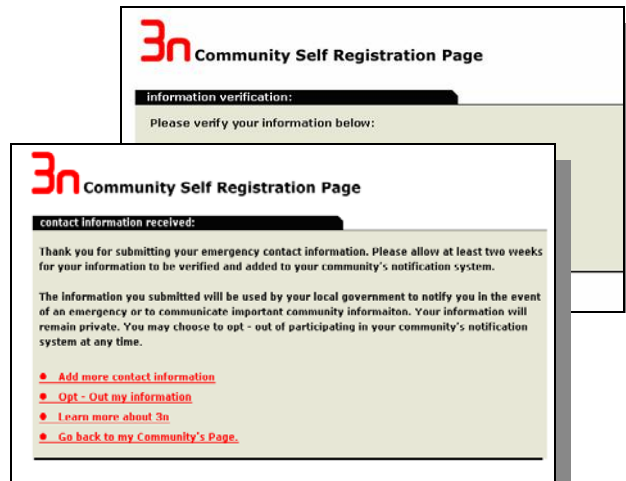 3n Community Self Registration Page
information verification:
Please verify your information below:
3n Community Self Registration Page
contact information received:
Thank you for submitting your emergency contact information. Please allow at least two weeks
for your information to be verified and added to your community's notification system.
The information you submitted will be used by your local government to notify you in the event
of an emergency or to communicate important community informaiton. Your information will
remain private. You may choose to opt - out of participating in your community's notification
system at any time.
Add more contact information
Opt - Out my information
Learn more about 3n
Go back to my Community's Page.